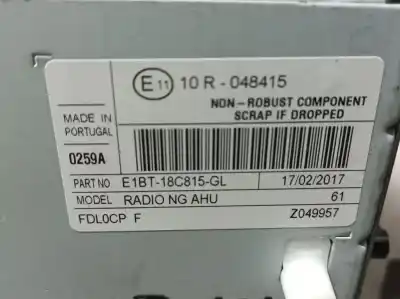 E 11 10 R - 048415
NON - ROBUST COMPONENT
SCRAP IF DROPPED
MADE IN
PORTUGAL
0259A
PART NO E1BT-18C815-GL 17/02/2017
MODEL RADIO NG AHU 61
FDL0CP F Z049957